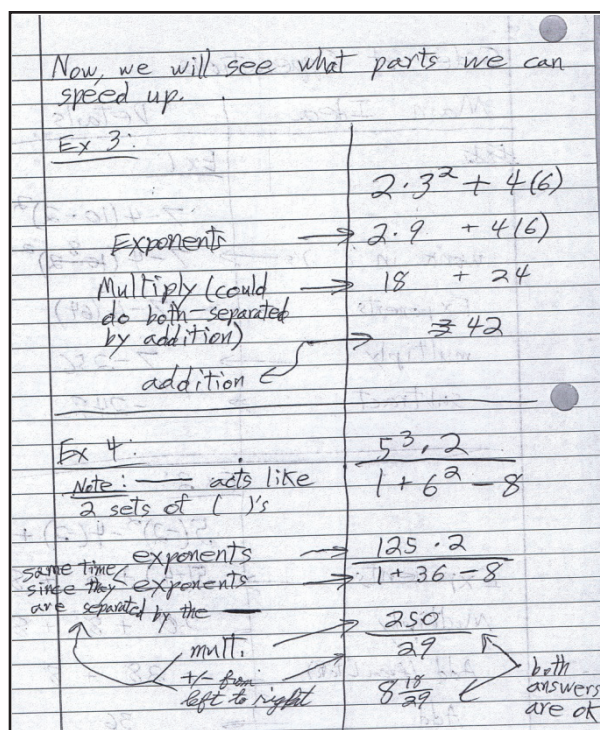 Now, we will see what parts we can
speed up.
Ex 3:
2·3² + 4(6)
Exponents → 2·9 + 4(6)
Multiply (could → 18 + 24
do both – separated
by addition) → 42
addition
Ex 4:
5³ · 2
1 + 6² – 8
Note: — acts like
2 sets of ( )'s
exponents → 125 · 2
exponents → 1 + 36 – 8
same time
since they
are separated by the —
mult. → 250
29
+/– from
left to right
8 18/29
both
answers
are ok